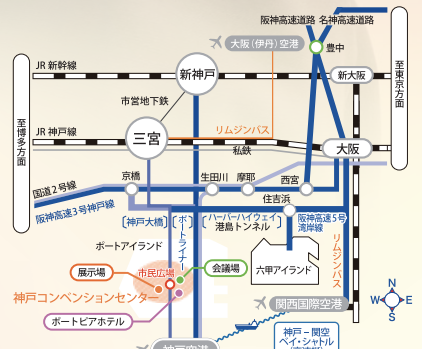 阪神高速道路 名神高速道路
大阪(伊丹)空港
豊中
JR 新幹線
新神戸
新大阪
至東京方面
至博多方面
市営地下鉄
JR 神戸線
三宮
リムジンバス
私鉄
大阪
京橋
生田川
摩耶
西宮
国道2号線
住吉浜
阪神高速3号神戸線
神戸大橋
ポートライナー
ハーバーハイウェイ
港島トンネル
阪神高速5号
湾岸線
ポートアイランド
リムジンバス
展示場
市民広場
会議場
六甲アイランド
神戸コンベンションセンター
ポートピアホテル
関西国際空港
N
W
E
S
神戸−関空
ベイ・シャトル